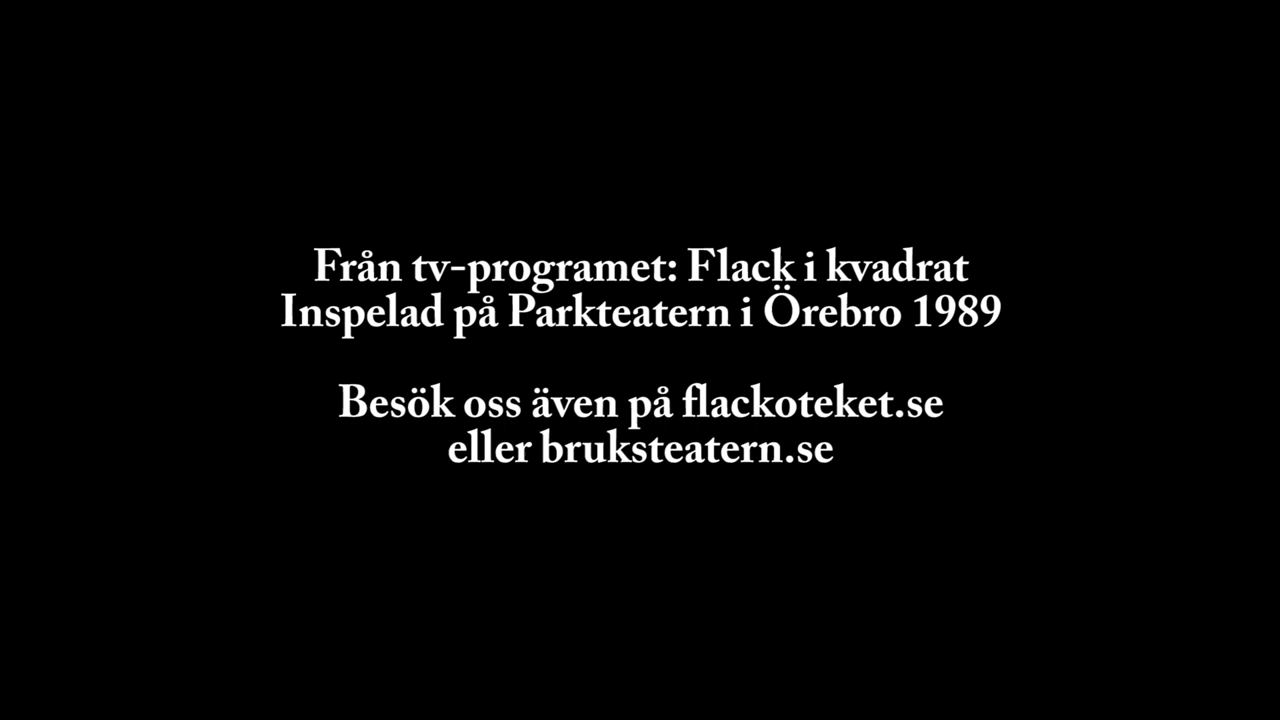 Från tv-programet: Flack i kvadrat
Inspelad på Parkteatern i Örebro 1989
Besök oss även på flackoteket.se
eller bruksteatern.se